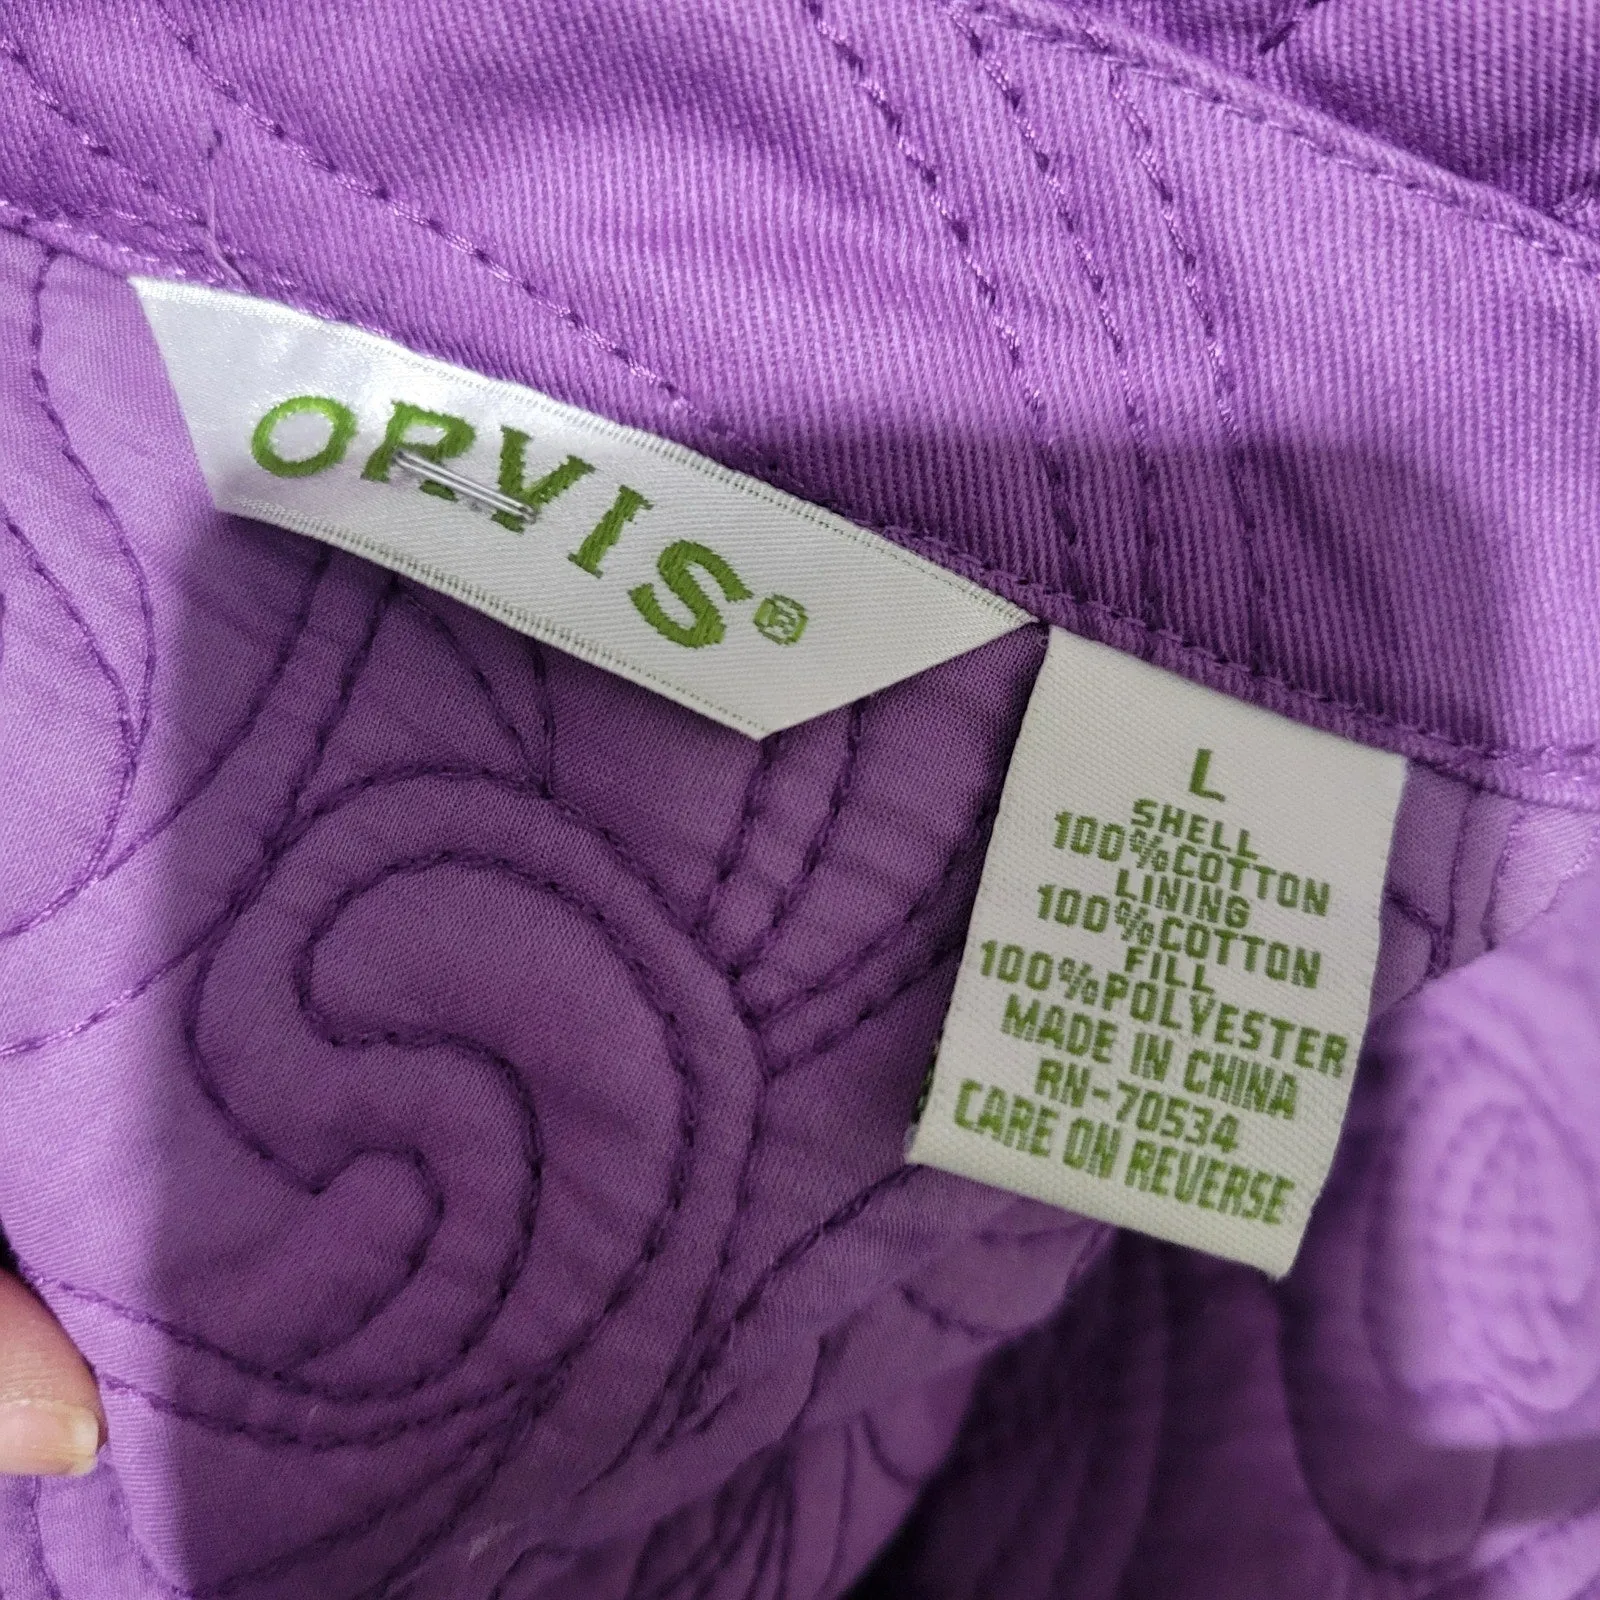 ORVIS®
L
SHELL
100%COTTON
LINING
100%COTTON
FILL
100%POLYESTER
MADE IN CHINA
RN-70534
CARE ON REVERSE